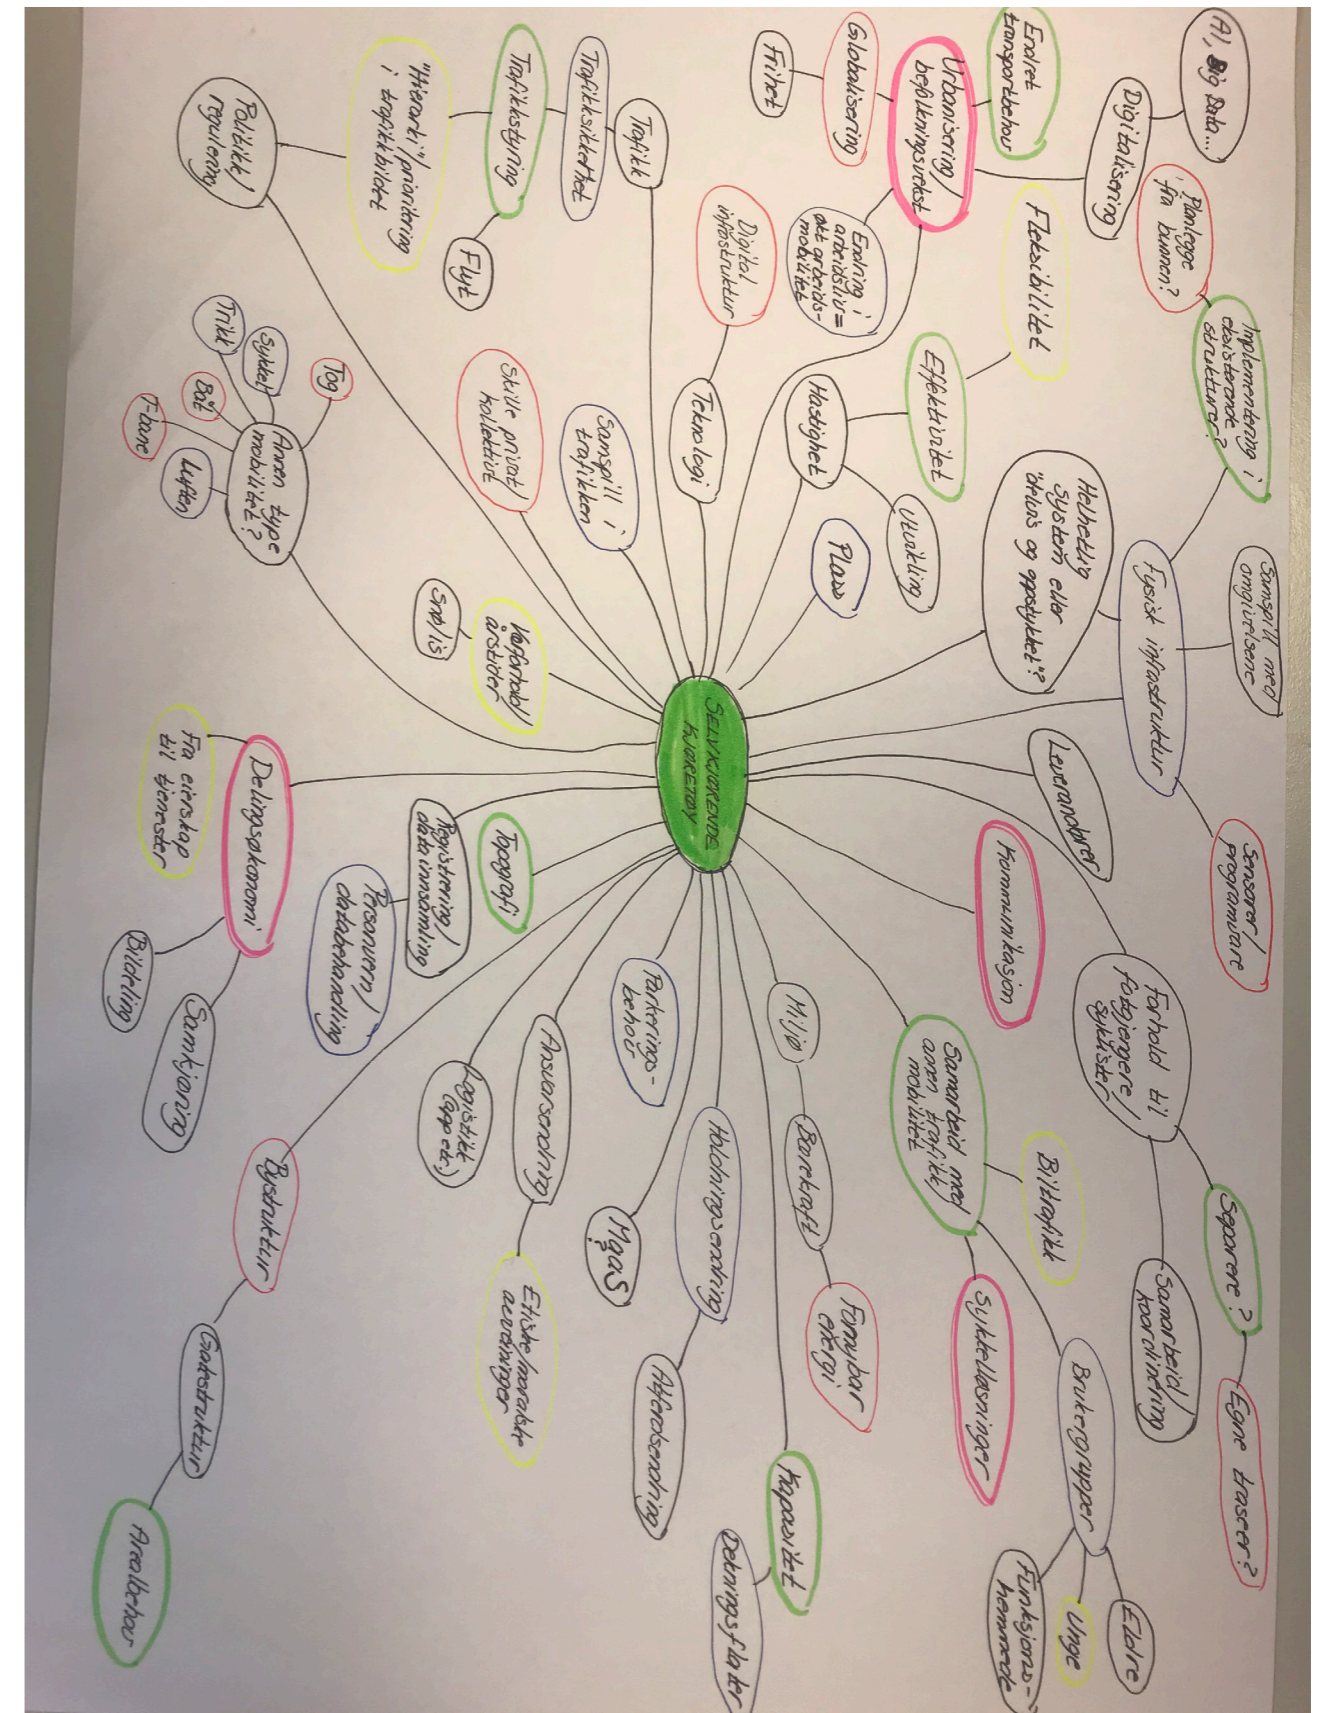 SELVKJØRENDE
KJØRETØY
AI, Big Data...
Digitalisering
Endret
transportbehov
Urbanisering/
befolkningsvekst
Globalisering
Frihet
Endring i
arbeidsliv =
økt arbeids-
mobilitet
Planlegge
fra bunnen?
Implementering i
eksisterende
strukturer?
Fysisk infrastruktur
Samspill med
omgivelsene
Sensorer/
programvare
Helhetlig
system eller
"delvis og oppstykket"?
Fleksibilitet
Effektivitet
Hastighet
Utvikling
Plass
Digital
infrastruktur
Teknologi
Trafikk
Trafikksikkerhet
Trafikkstyring
Flyt
"Hierarki"/prioritering
i trafikkbildet
Politikk/
regulering
Samspill i
trafikken
Skille privat/
kollektivt
Annen type
mobilitet?
Tog
Sykkel
Trikk
Båt
T-bane
Luften
Værforhold/
årstider
Snø/is
Leverandører
Kommunikasjon
Forhold til
fotgjengere/
syklister
Separere?
Egne traseer?
Samarbeid/
koordinering
Samarbeid med
annen trafikk/
mobilitet
Biltrafikk
Sykkelløsninger
Brukergrupper
Eldre
Unge
Funksjons-
hemmede
Miljø
Bærekraft
Fornybar
energi
Kapasitet
Dekningsflater
Holdningsendring
Atferdsendring
MaaS
Parkerings-
behov
Ansvarsendring
Etiske/moralske
avveininger
Logistikk
(app etc.)
Topografi
Registrering/
datainnsamling
Personvern/
databehandling
Bystruktur
Gatestruktur
Arealbehov
Delingsøkonomi
Fra eierskap
til tjenester
Bildeling
Samkjøring